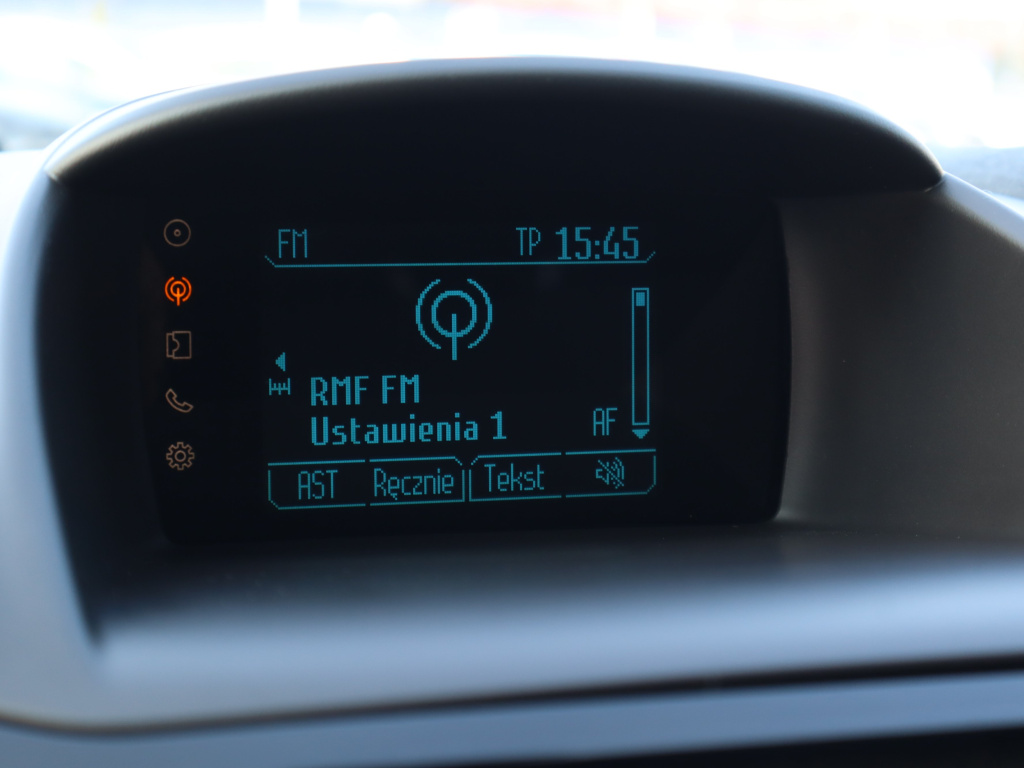 FM TP 15:45
RMF FM
Ustawienia 1 AF
AST Ręcznie Tekst